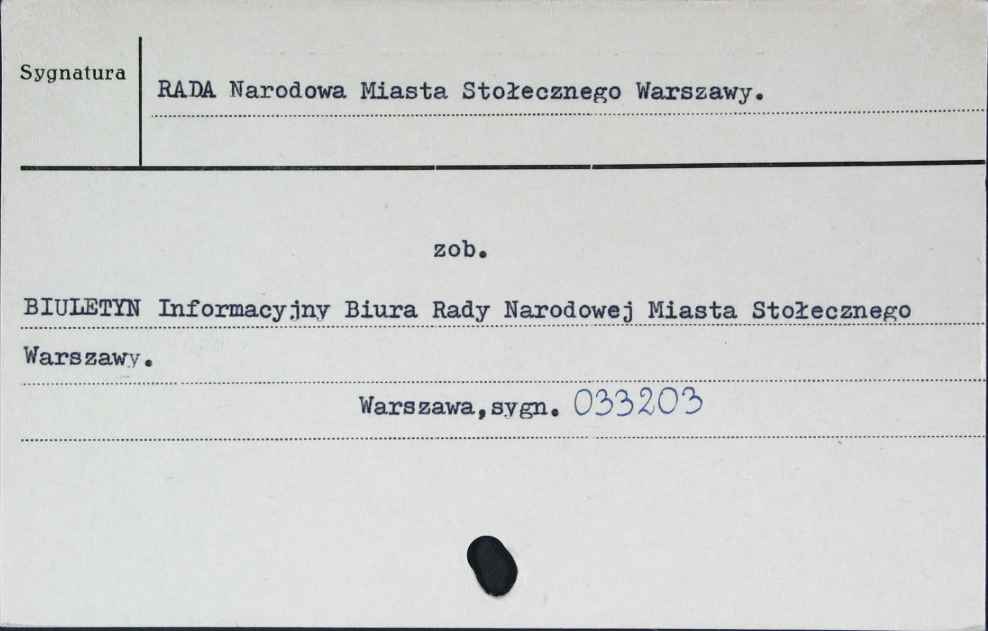 Sygnatura
RADA Narodowa Miasta Stołecznego Warszawy.
zob.
BIULETYN Informacyjny Biura Rady Narodowej Miasta Stołecznego
Warszawy.
Warszawa,sygn. 033203